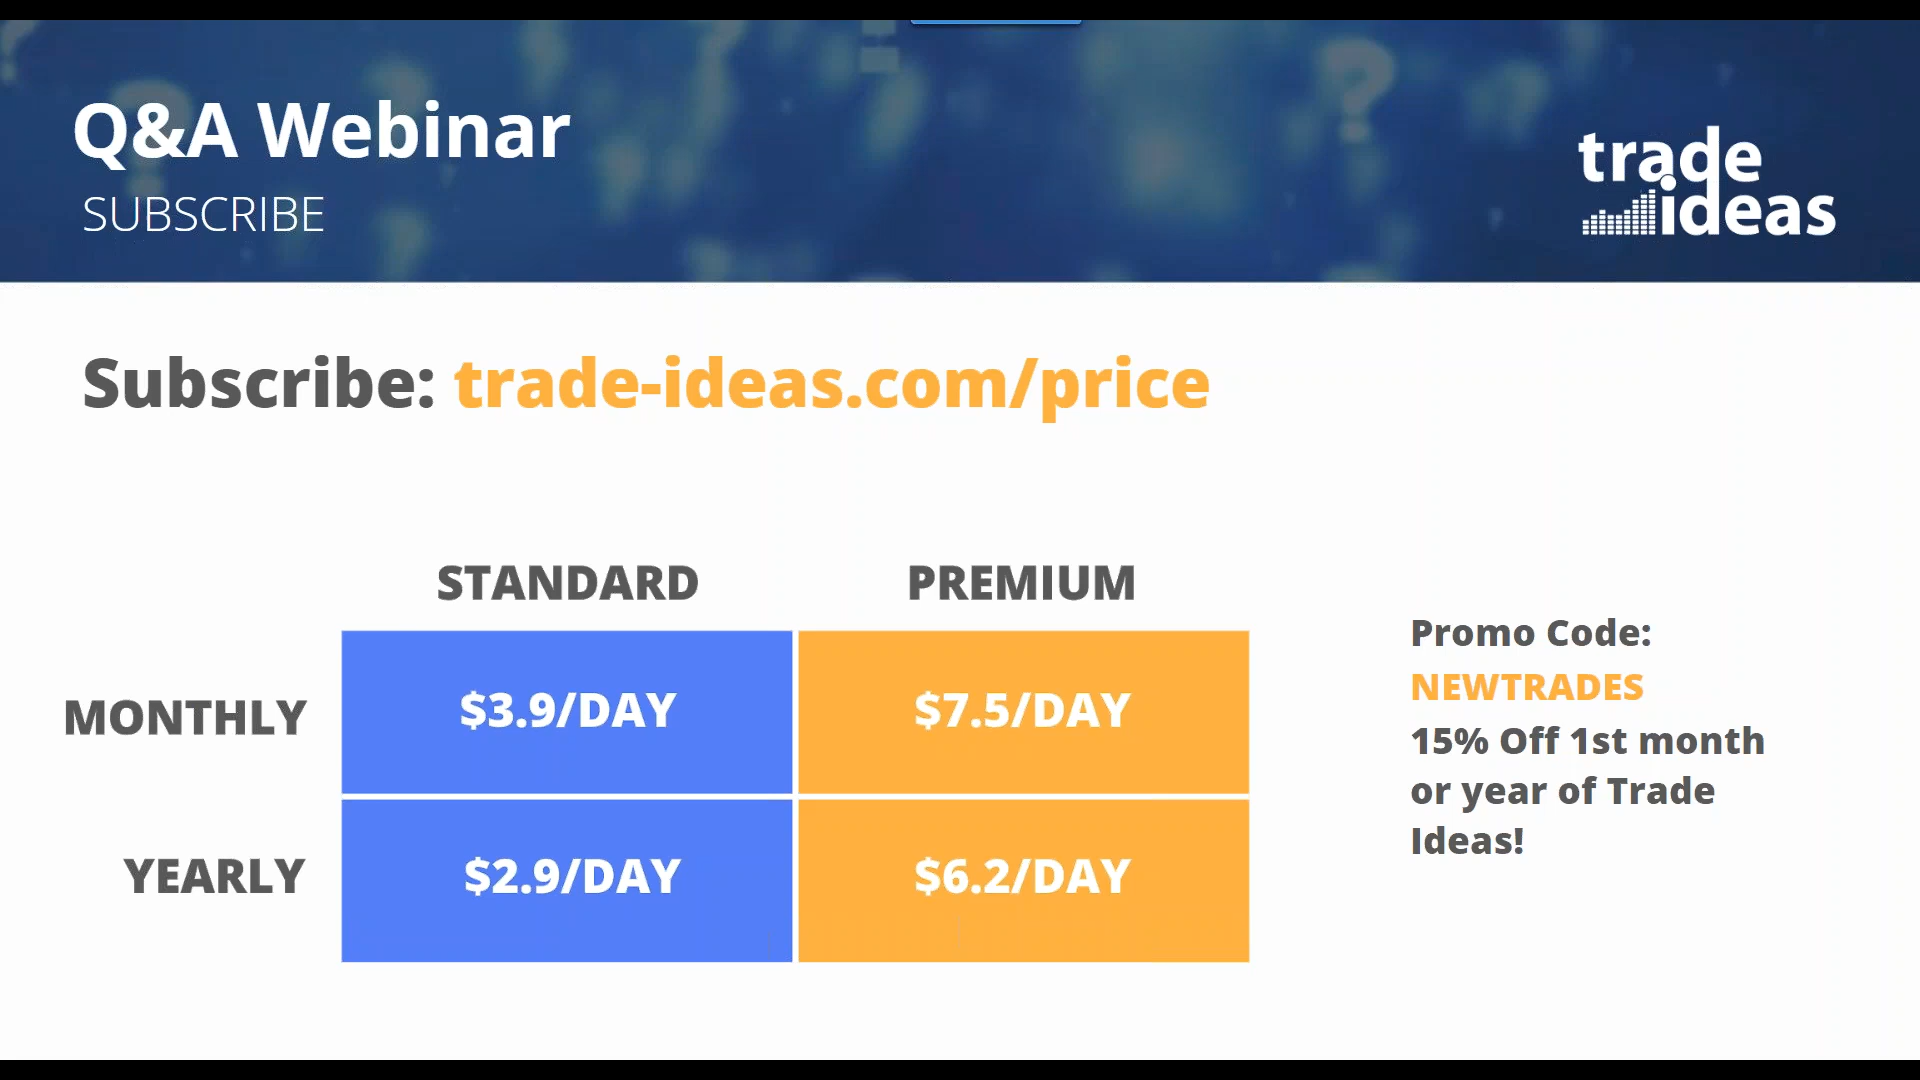 Q&A Webinar
SUBSCRIBE
trade
ideas
Subscribe: trade-ideas.com/price
STANDARD PREMIUM
MONTHLY $3.9/DAY $7.5/DAY
YEARLY $2.9/DAY $6.2/DAY
Promo Code:
NEWTRADES
15% Off 1st month
or year of Trade
Ideas!